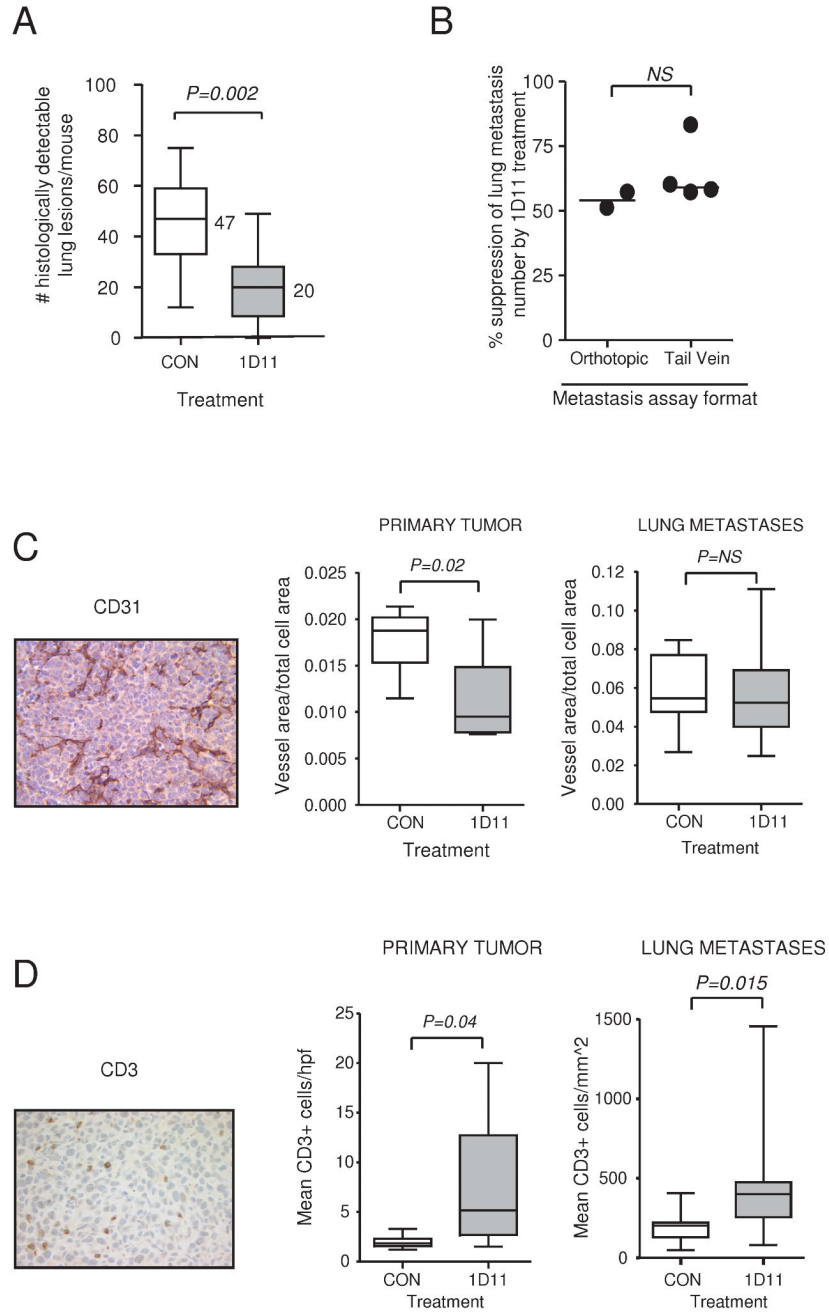 A
# histologically detectable
lung lesions/mouse
100
80
60
40
20
0
P=0.002
47
20
CON
1D11
Treatment
B
% suppression of lung metastasis
number by 1D11 treatment
100
75
50
25
0
NS
Orthotopic
Tail Vein
Metastasis assay format
C
CD31
PRIMARY TUMOR
Vessel area/total cell area
0.025
0.020
0.015
0.010
0.005
0.000
P=0.02
CON
1D11
Treatment
LUNG METASTASES
Vessel area/total cell area
0.12
0.10
0.08
0.06
0.04
0.02
0.00
P=NS
CON
1D11
Treatment
D
CD3
PRIMARY TUMOR
Mean CD3+ cells/hpf
25
20
15
10
5
0
P=0.04
CON
1D11
Treatment
LUNG METASTASES
Mean CD3+ cells/mm^2
1500
1000
500
0
P=0.015
CON
1D11
Treatment